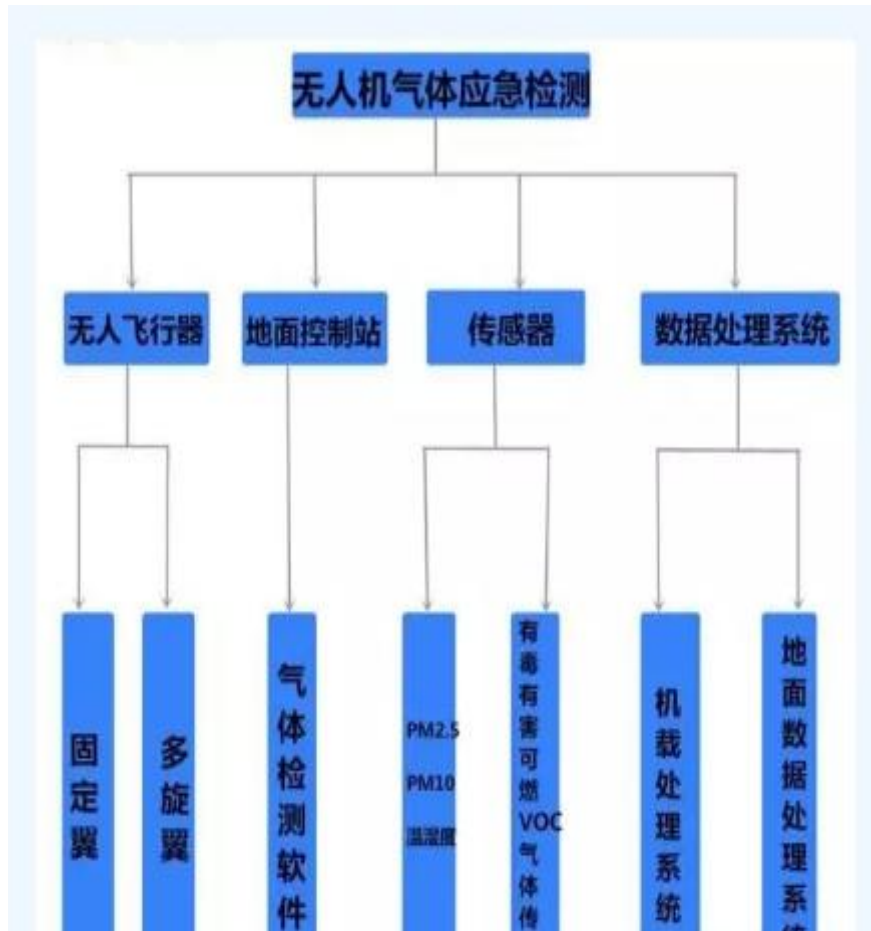 无人机气体应急检测
无人飞行器
地面控制站
传感器
数据处理系统
固定翼
多旋翼
气体检测软件
PM2.5
PM10
温湿度
有毒有害可燃VOC气体传
机载处理系统
地面数据处理系统